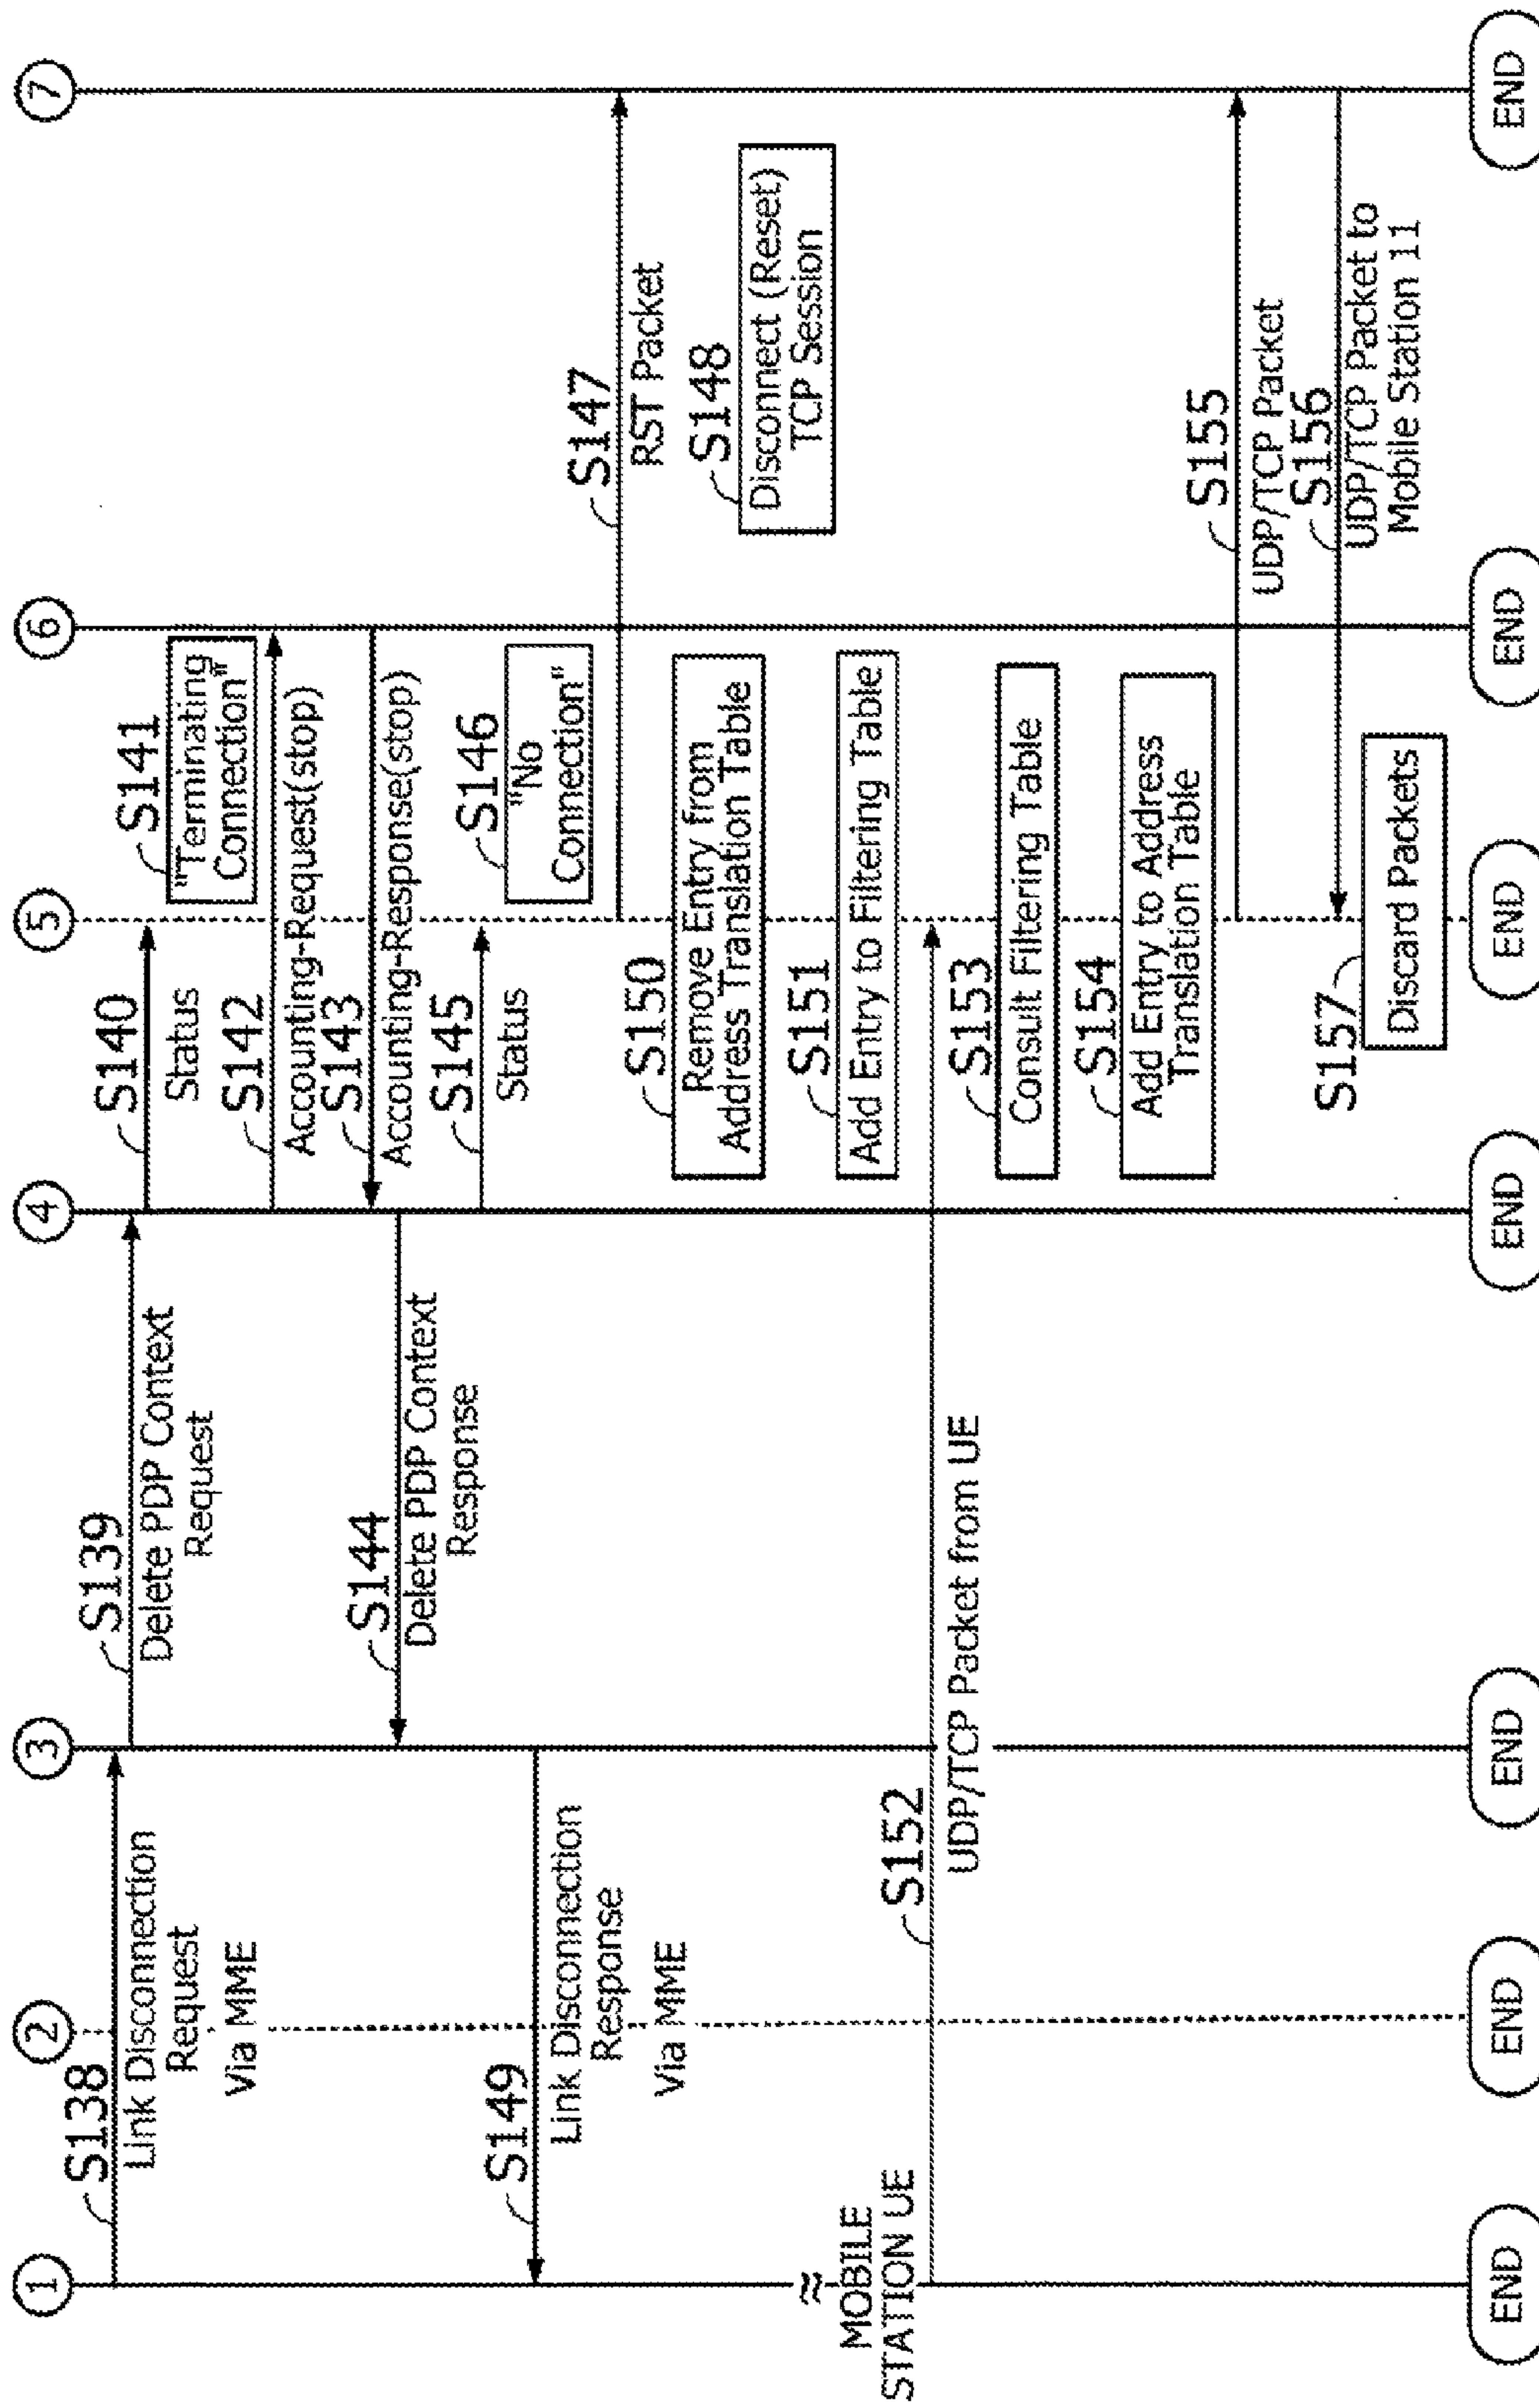 1
2
3
4
5
6
7
S138
Link Disconnection
Request
Via MME
S139
Delete PDP Context
Request
S140
Status
S141
"Terminating
Connection"
S142
Accounting-Request(stop)
S143
Accounting-Response(stop)
S144
Delete PDP Context
Response
S145
Status
S146
"No
Connection"
S147
RST Packet
S148
Disconnect (Reset)
TCP Session
S149
Link Disconnection
Response
Via MME
S150
Remove Entry from
Address Translation Table
S151
Add Entry to Filtering Table
MOBILE
STATION UE
S152
UDP/TCP Packet from UE
S153
Consult Filtering Table
S154
Add Entry to Address
Translation Table
S155
UDP/TCP Packet
S156
UDP/TCP Packet to
Mobile Station 11
S157
Discard Packets
END
END
END
END
END
END
END